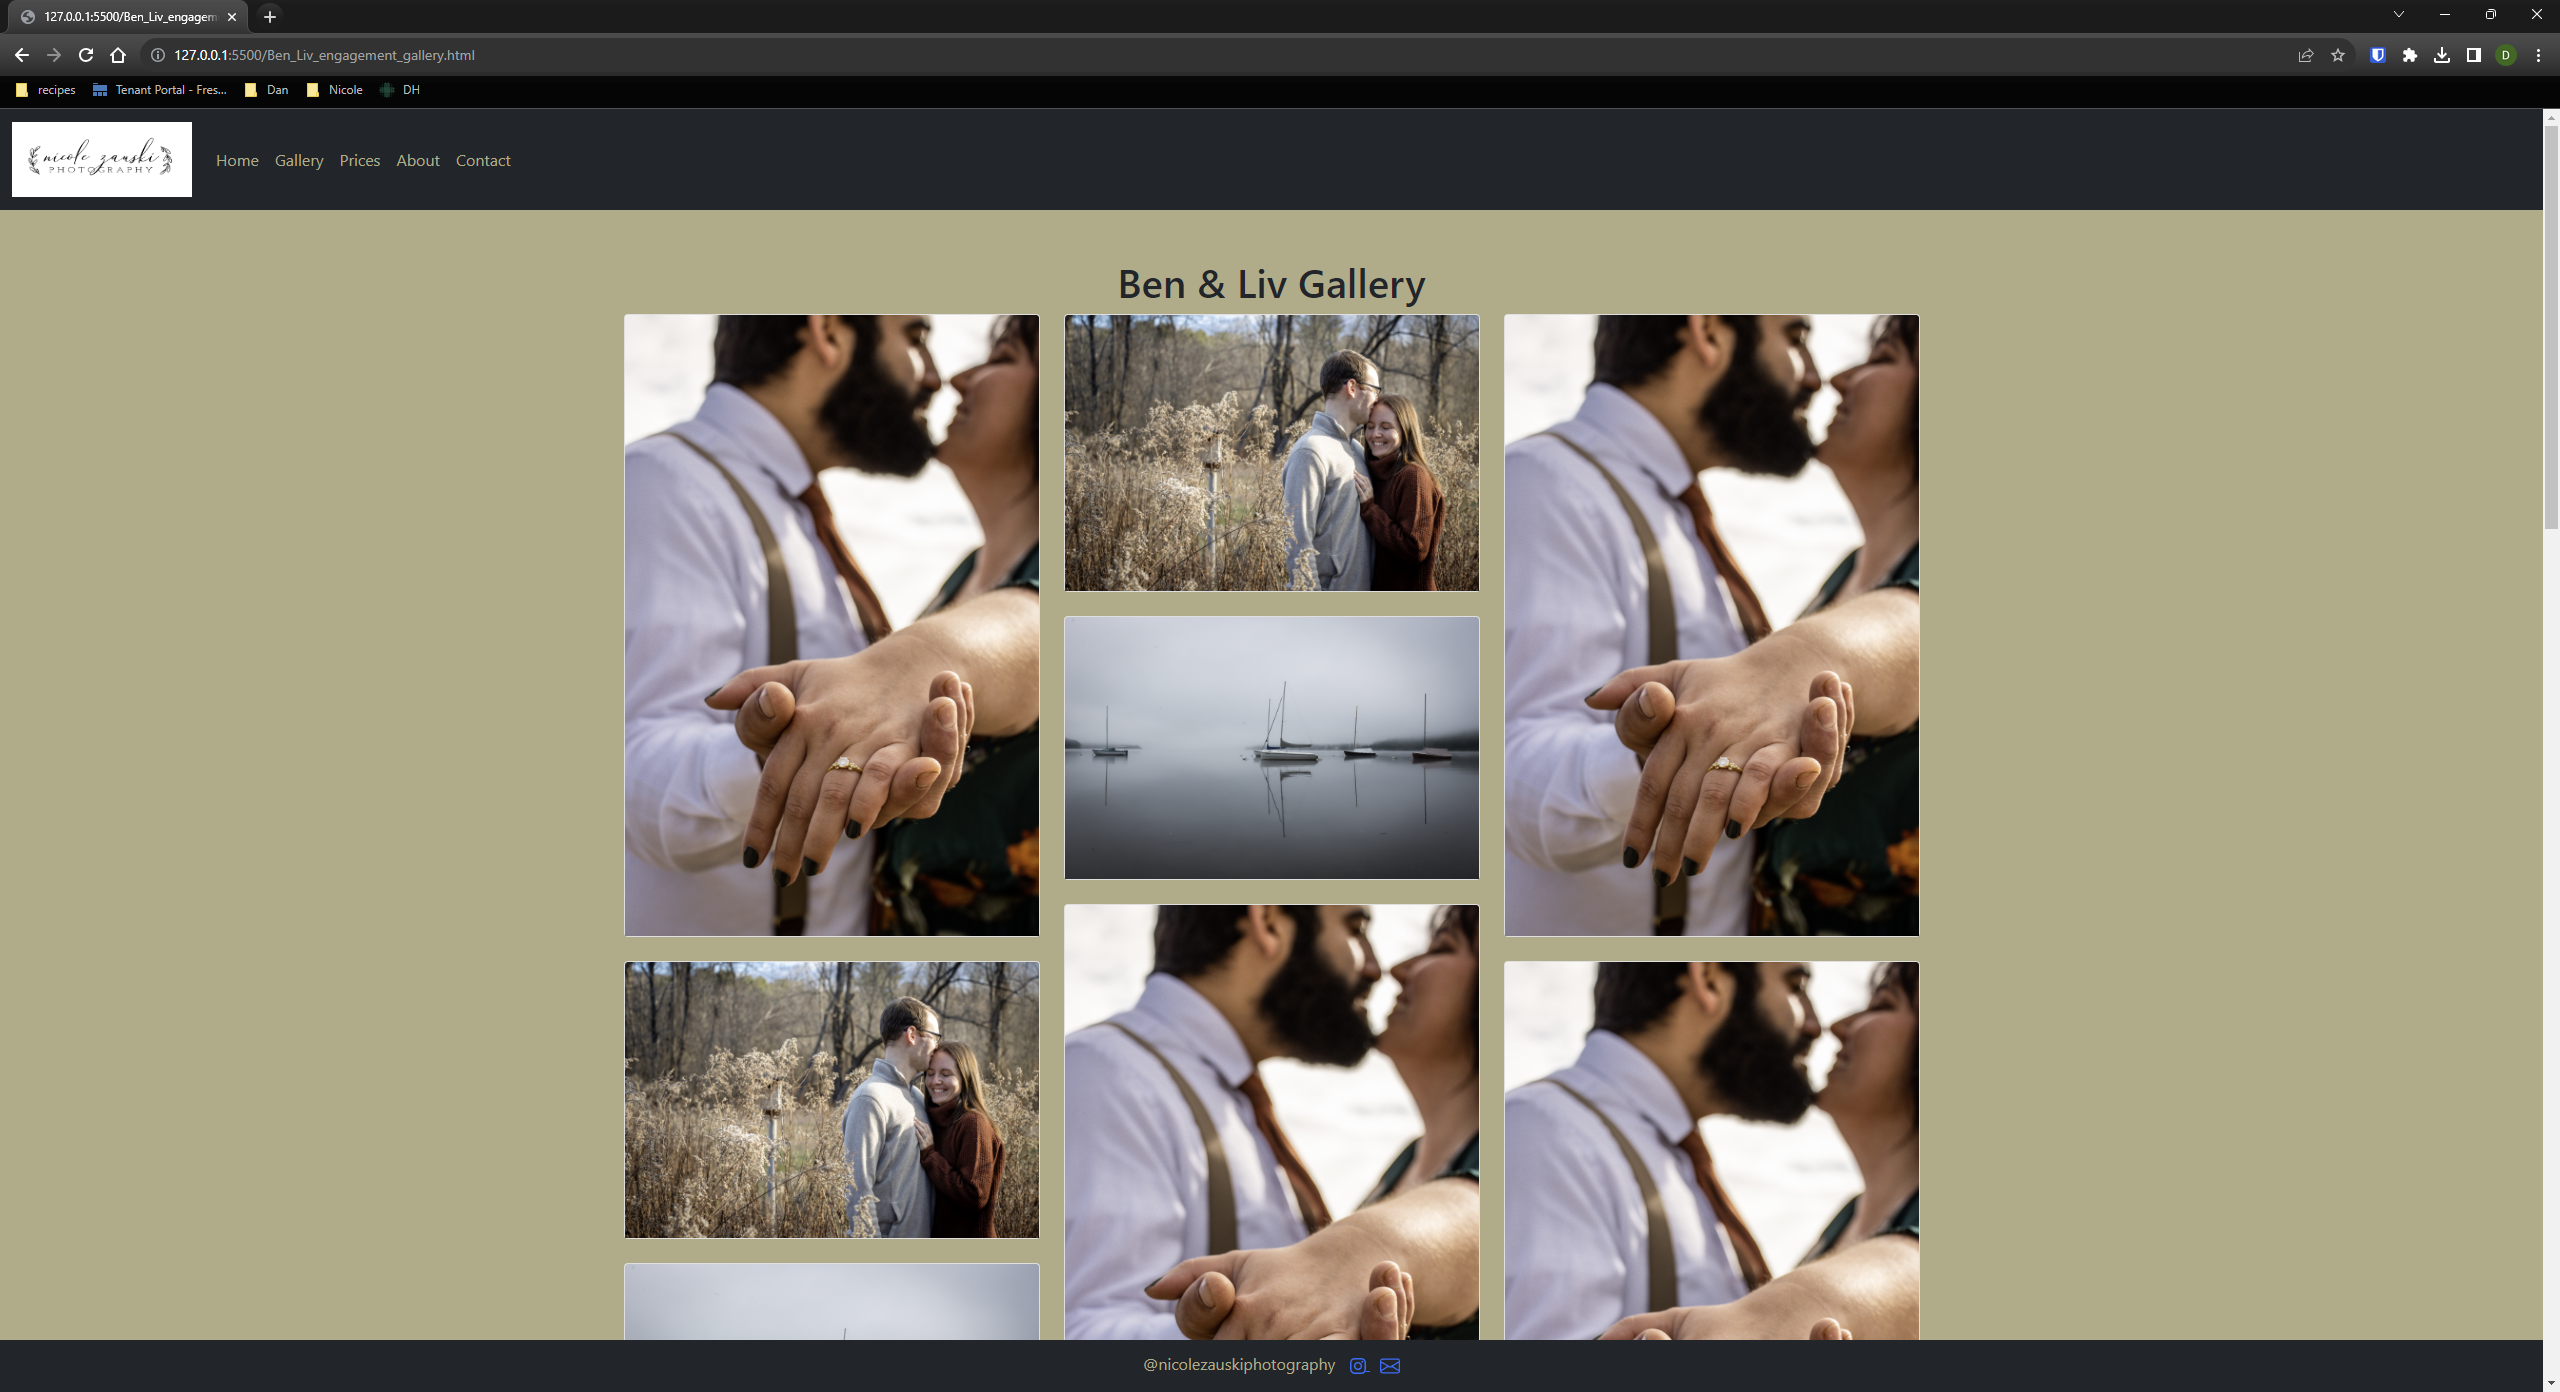 127.0.0.1:5500/Ben_Liv_engagem
127.0.0.1:5500/Ben_Liv_engagement_gallery.html
D
recipes
Tenant Portal - Fres...
Dan
Nicole
DH
nicole zauski
PHOTOGRAPHY
Home
Gallery
Prices
About
Contact
Ben & Liv Gallery
@nicolezauskiphotography